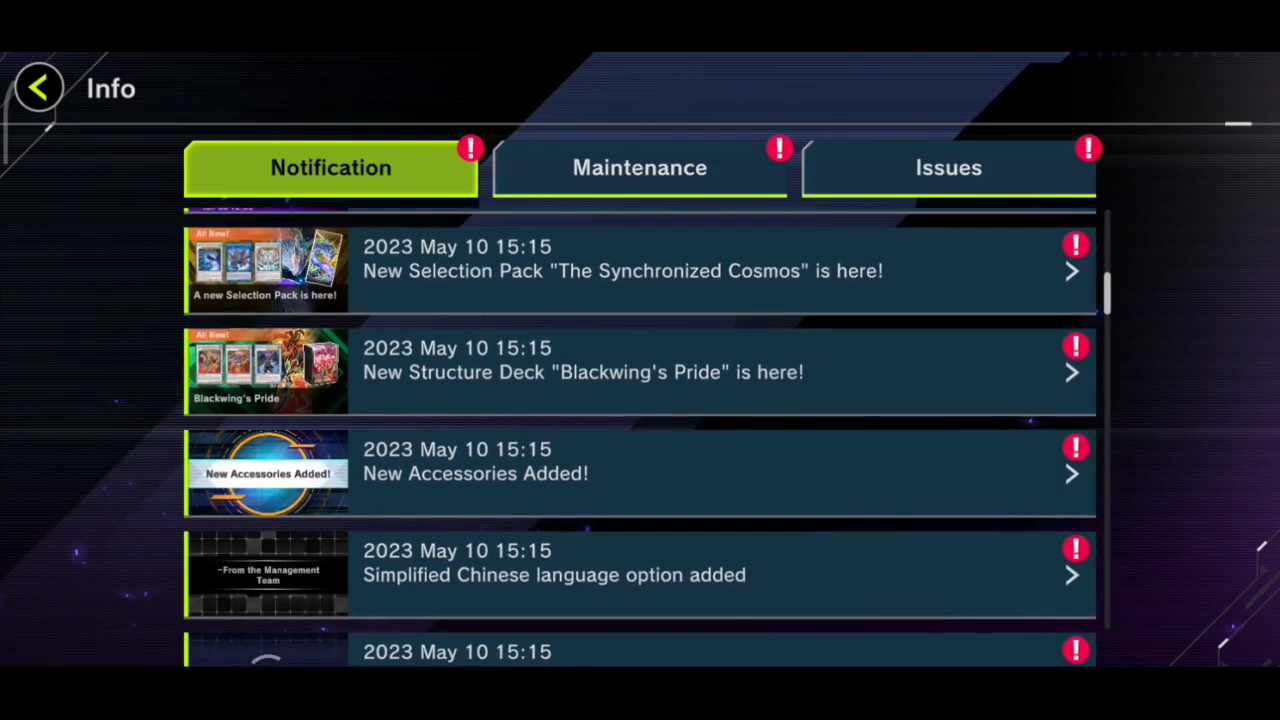 Info
Notification
Maintenance
Issues
All New!
A new Selection Pack is here!
2023 May 10 15:15
New Selection Pack "The Synchronized Cosmos" is here!
All New!
Blackwing's Pride
2023 May 10 15:15
New Structure Deck "Blackwing's Pride" is here!
New Accessories Added!
2023 May 10 15:15
New Accessories Added!
-From the Management
Team
2023 May 10 15:15
Simplified Chinese language option added
2023 May 10 15:15